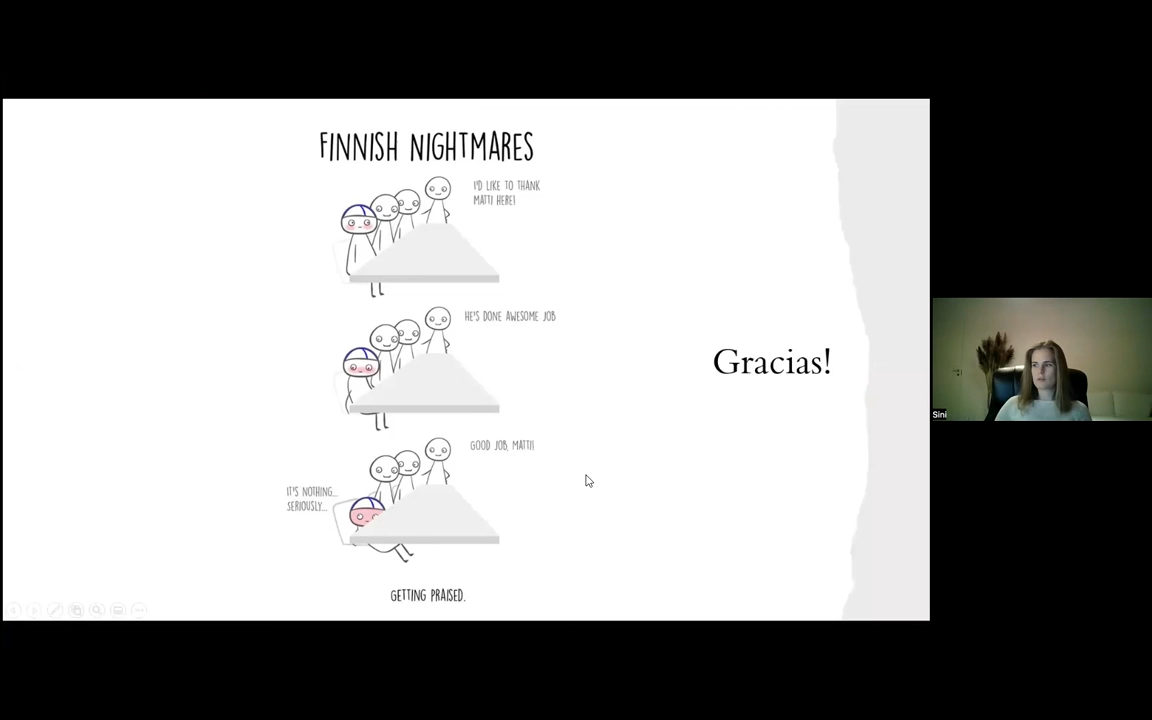 FINNISH NIGHTMARES
I'D LIKE TO THANK
MATTI HERE!
HE'S DONE AWESOME JOB
GOOD JOB, MATTI!
IT'S NOTHING...
SERIOUSLY...
GETTING PRAISED.
Gracias!
Sini